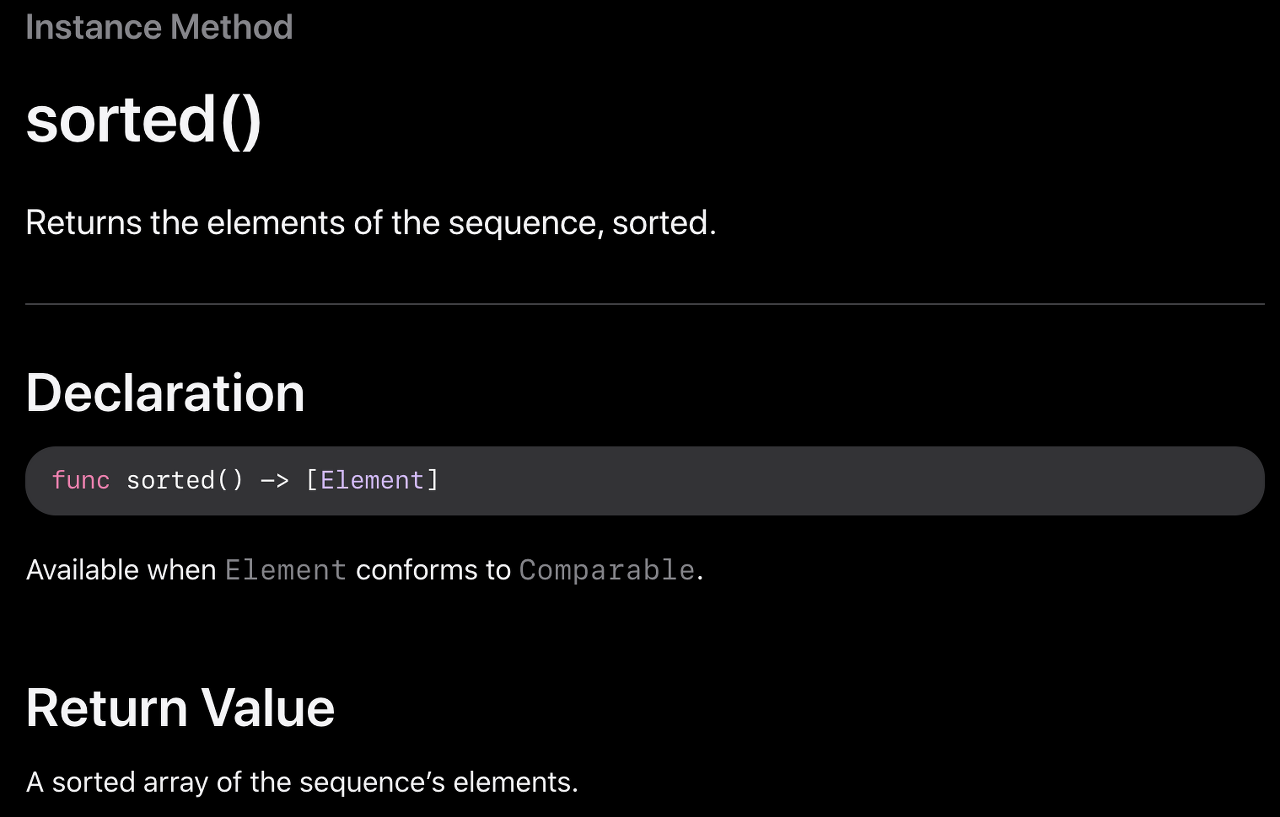 Instance Method
sorted()
Returns the elements of the sequence, sorted.
Declaration
func sorted() -> [Element]
Available when Element conforms to Comparable.
Return Value
A sorted array of the sequence’s elements.